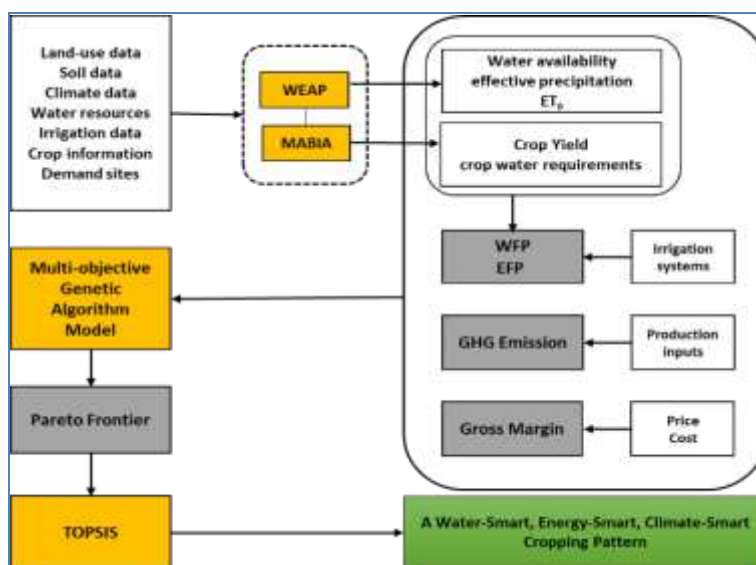 Land-use data
Soil data
Climate data
Water resources
Irrigation data
Crop information
Demand sites
WEAP
MABIA
Water availability
effective precipitation
ET₀
Crop Yield
crop water requirements
WFP
EFP
Irrigation
systems
GHG Emission
Production
inputs
Gross Margin
Price
Cost
Multi-objective
Genetic
Algorithm
Model
Pareto Frontier
TOPSIS
A Water-Smart, Energy-Smart, Climate-Smart
Cropping Pattern